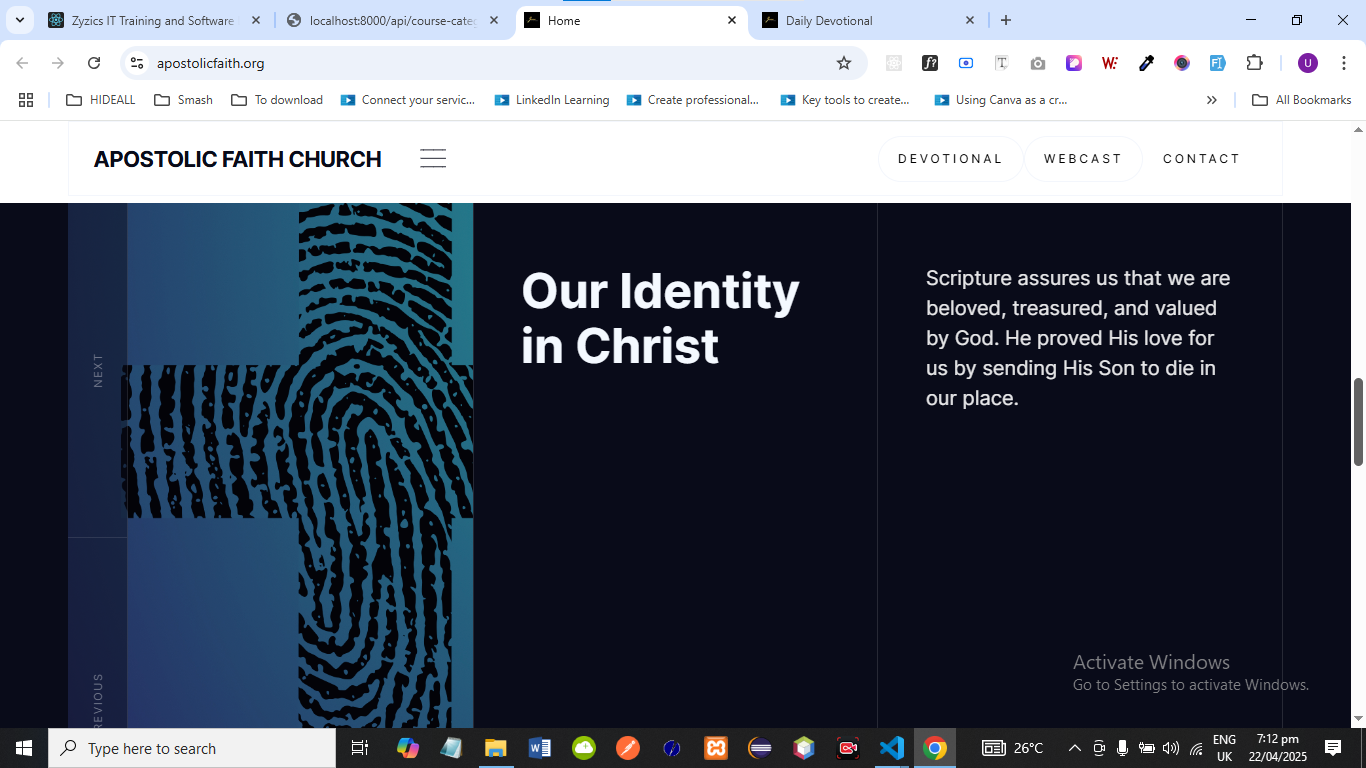 Zyzics IT Training and Software
localhost:8000/api/course-categ
Home
Daily Devotional
apostolicfaith.org
U
HIDEALL
Smash
To download
Connect your servic...
LinkedIn Learning
Create professional...
Key tools to create...
Using Canva as a cr...
All Bookmarks
APOSTOLIC FAITH CHURCH
DEVOTIONAL
WEBCAST
CONTACT
NEXT
REVIOUS
Our Identity
in Christ
Scripture assures us that we are
beloved, treasured, and valued
by God. He proved His love for
us by sending His Son to die in
our place.
Activate Windows
Go to Settings to activate Windows.
Type here to search
26°C
ENG
UK
7:12 pm
22/04/2025